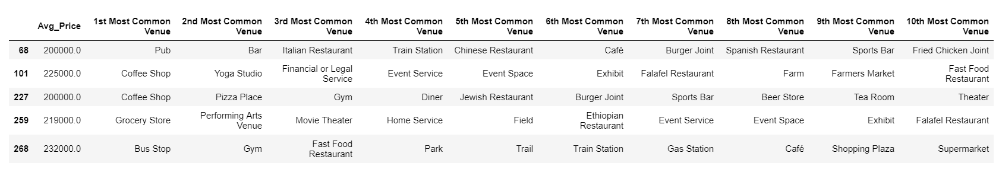 Avg_Price 1st Most Common Venue 2nd Most Common Venue 3rd Most Common Venue 4th Most Common Venue 5th Most Common Venue 6th Most Common Venue 7th Most Common Venue 8th Most Common Venue 9th Most Common Venue 10th Most Common Venue
68 200000.0 Pub Bar Italian Restaurant Train Station Chinese Restaurant Café Burger Joint Spanish Restaurant Sports Bar Fried Chicken Joint
101 225000.0 Coffee Shop Yoga Studio Financial or Legal Service Event Service Event Space Exhibit Falafel Restaurant Farm Farmers Market Fast Food Restaurant
227 200000.0 Coffee Shop Pizza Place Gym Diner Jewish Restaurant Burger Joint Sports Bar Beer Store Tea Room Theater
259 219000.0 Grocery Store Performing Arts Venue Movie Theater Home Service Field Ethiopian Restaurant Event Service Event Space Exhibit Falafel Restaurant
268 232000.0 Bus Stop Gym Fast Food Restaurant Park Trail Train Station Gas Station Café Shopping Plaza Supermarket